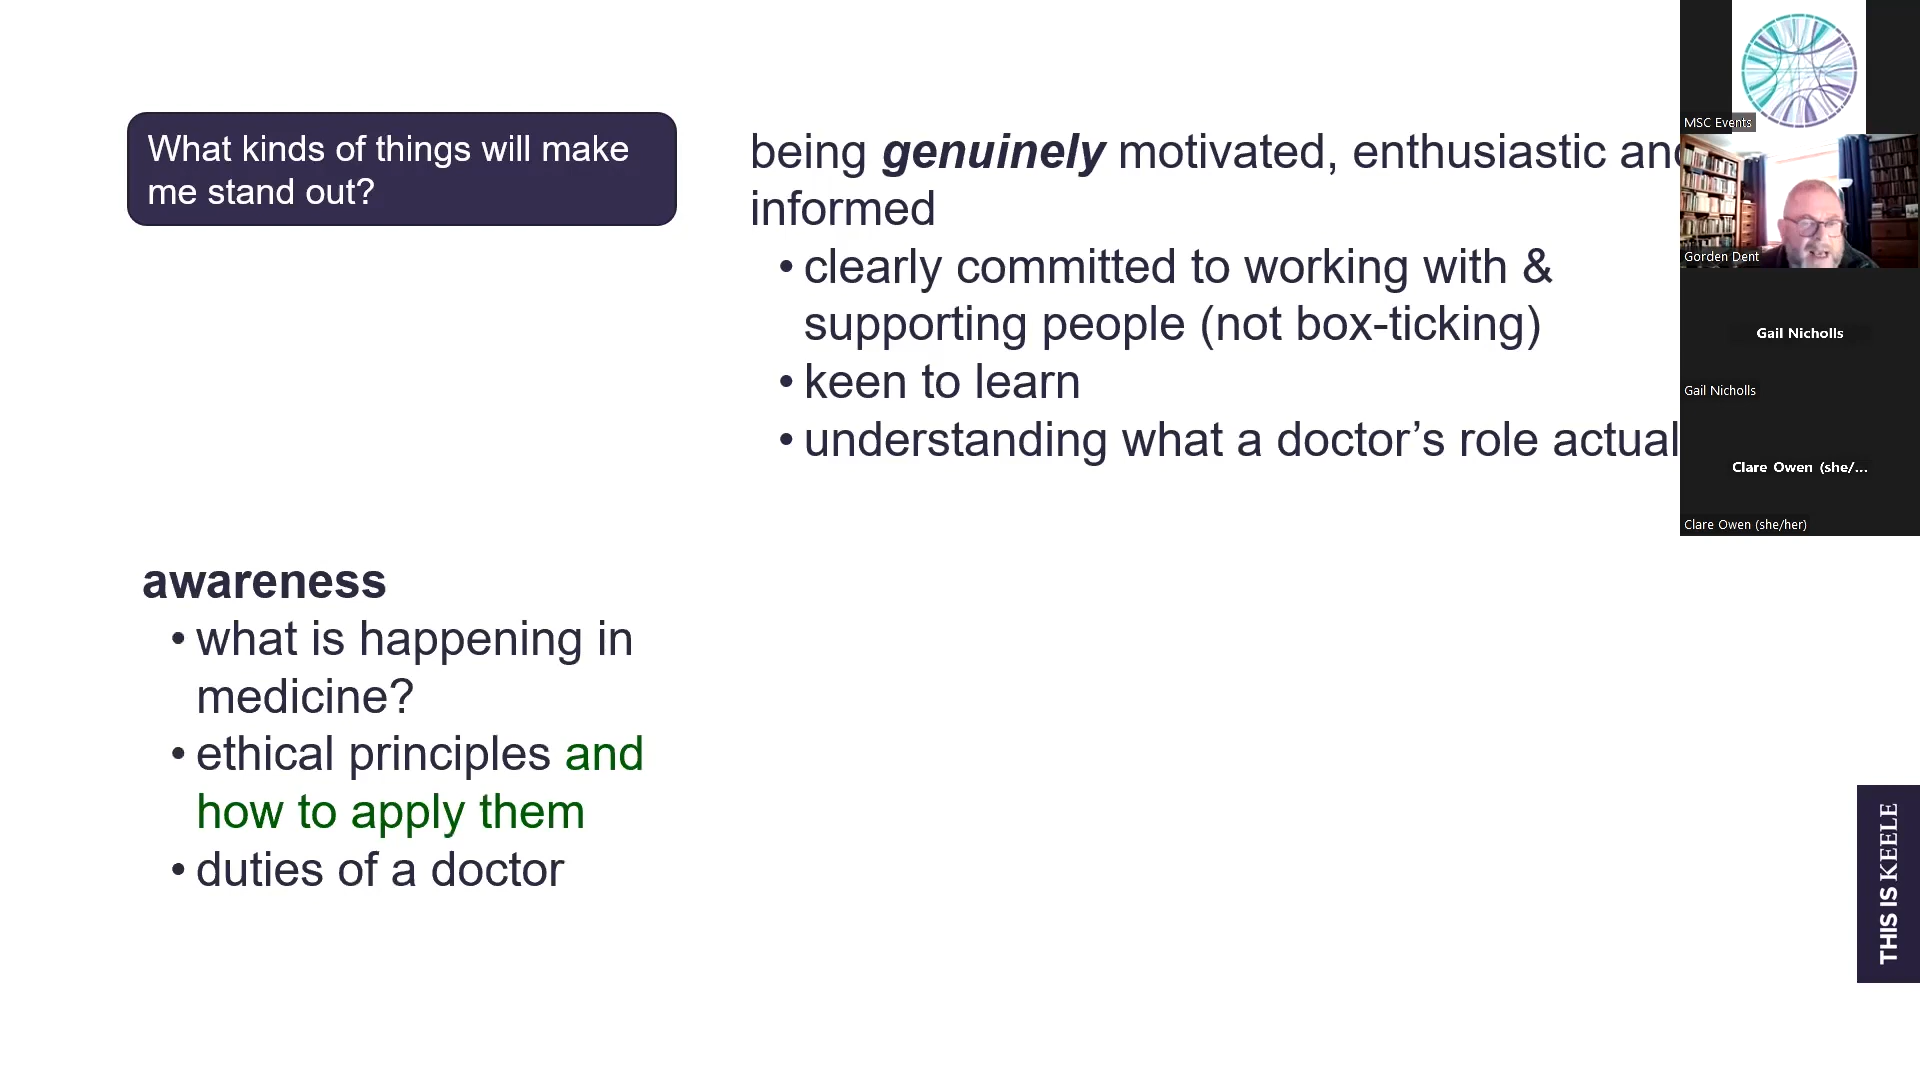 What kinds of things will make
me stand out?
being genuinely motivated, enthusiastic and
informed
• clearly committed to working with &
supporting people (not box-ticking)
• keen to learn
• understanding what a doctor’s role actual
awareness
• what is happening in
medicine?
• ethical principles and
how to apply them
• duties of a doctor
MSC Events
Gorden Dent
Gail Nicholls
Gail Nicholls
Clare Owen (she/...
Clare Owen (she/her)
THIS IS KEELE